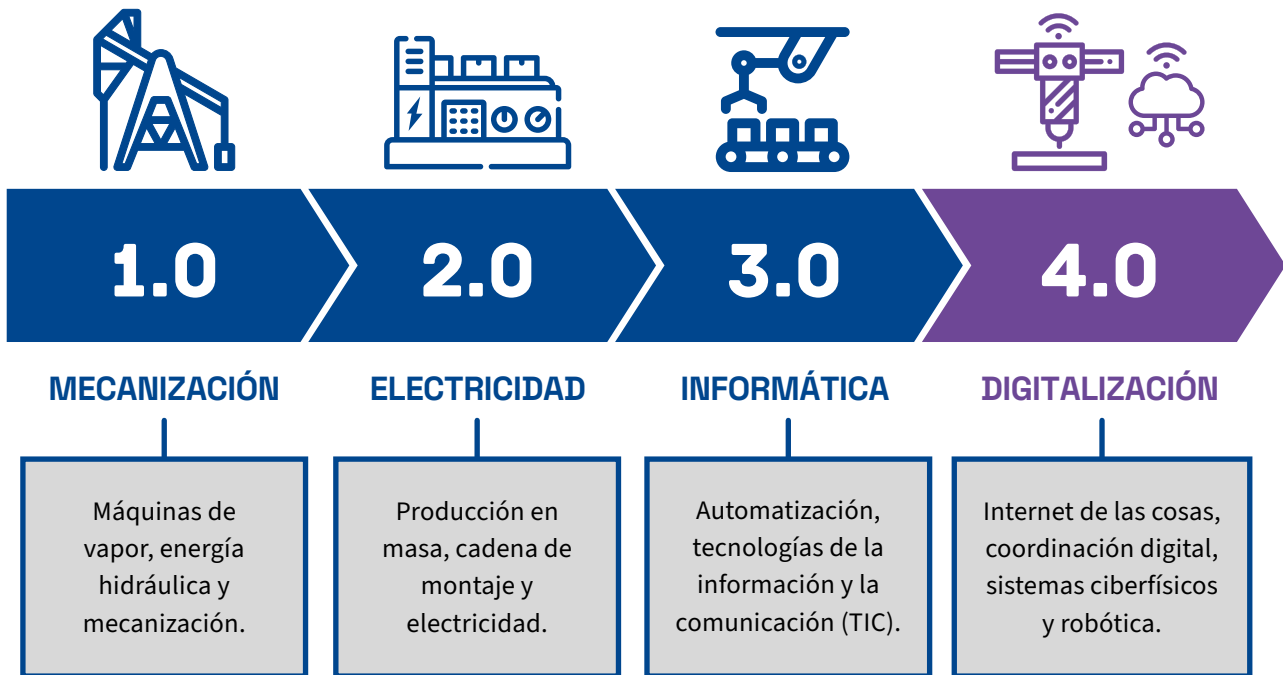 1.0
2.0
3.0
4.0
MECANIZACIÓN
ELECTRICIDAD
INFORMÁTICA
DIGITALIZACIÓN
Máquinas de
vapor, energía
hidráulica y
mecanización.
Producción en
masa, cadena de
montaje y
electricidad.
Automatización,
tecnologías de la
información y la
comunicación (TIC).
Internet de las cosas,
coordinación digital,
sistemas ciberfísicos
y robótica.